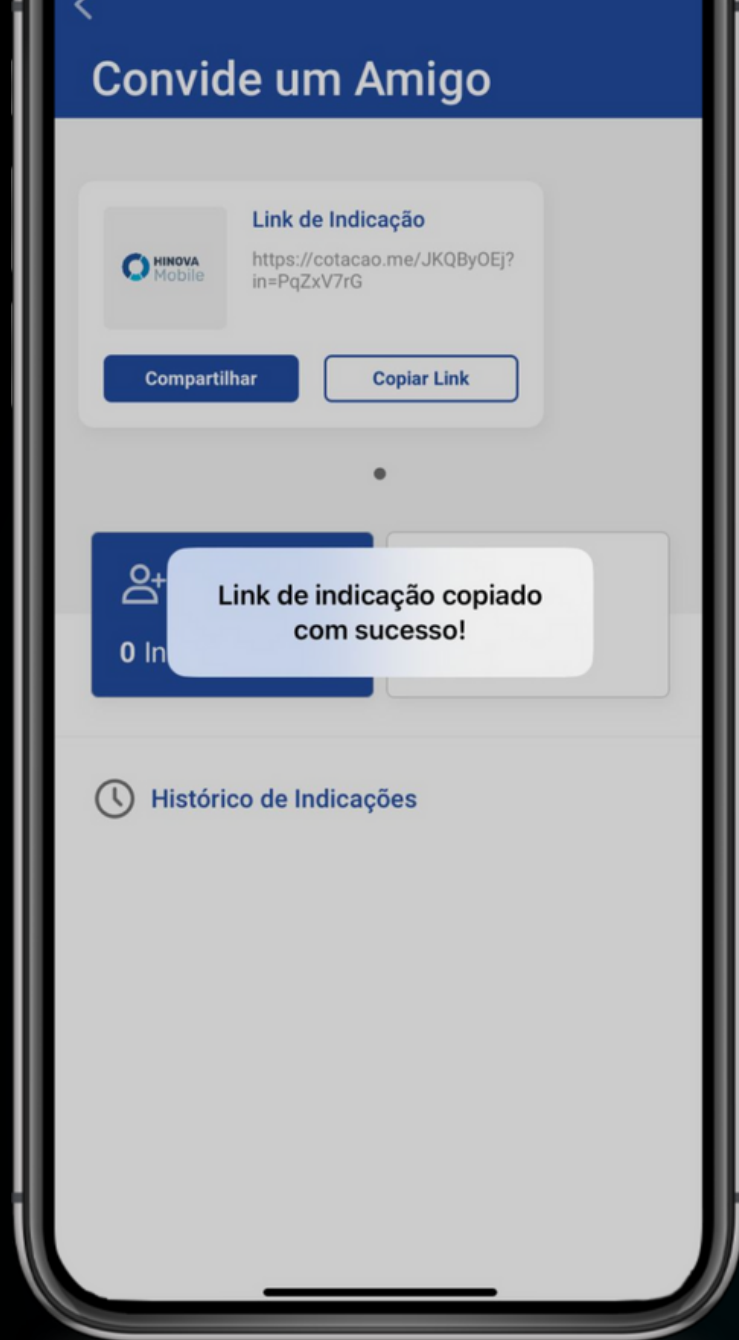 Convide um Amigo
Link de Indicação
HINOVA
Mobile
https://cotacao.me/JKQByOEj?
in=PqZxV7rG
Compartilhar
Copiar Link
Link de indicação copiado
com sucesso!
0 In
Histórico de Indicações